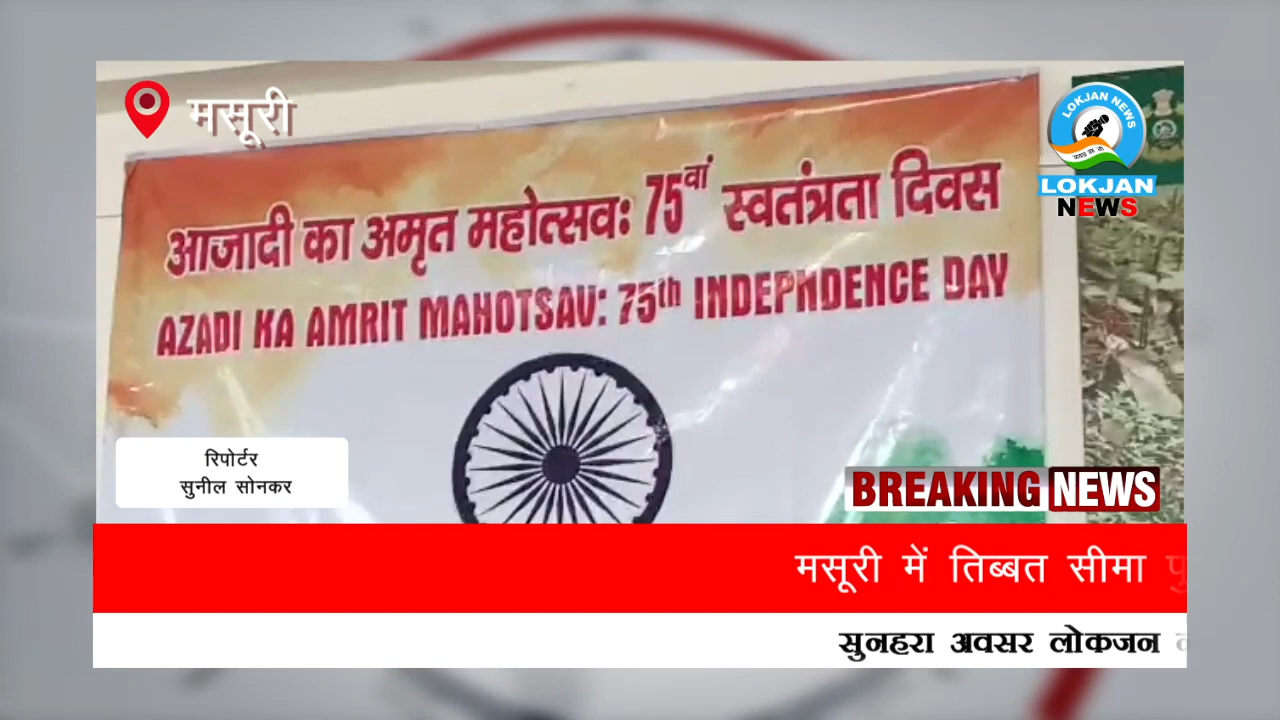 मसूरी
LOKJAN NEWS
LOKJAN
NEWS
आजादी का अमृत महोत्सव: 75वां स्वतंत्रता दिवस
AZADI KA AMRIT MAHOTSAV: 75th INDEPNDENCE DAY
रिपोर्टर
सुनील सोनकर
BREAKING NEWS
मसूरी में तिब्बत सीमा
सुनहरा अवसर लोकजन